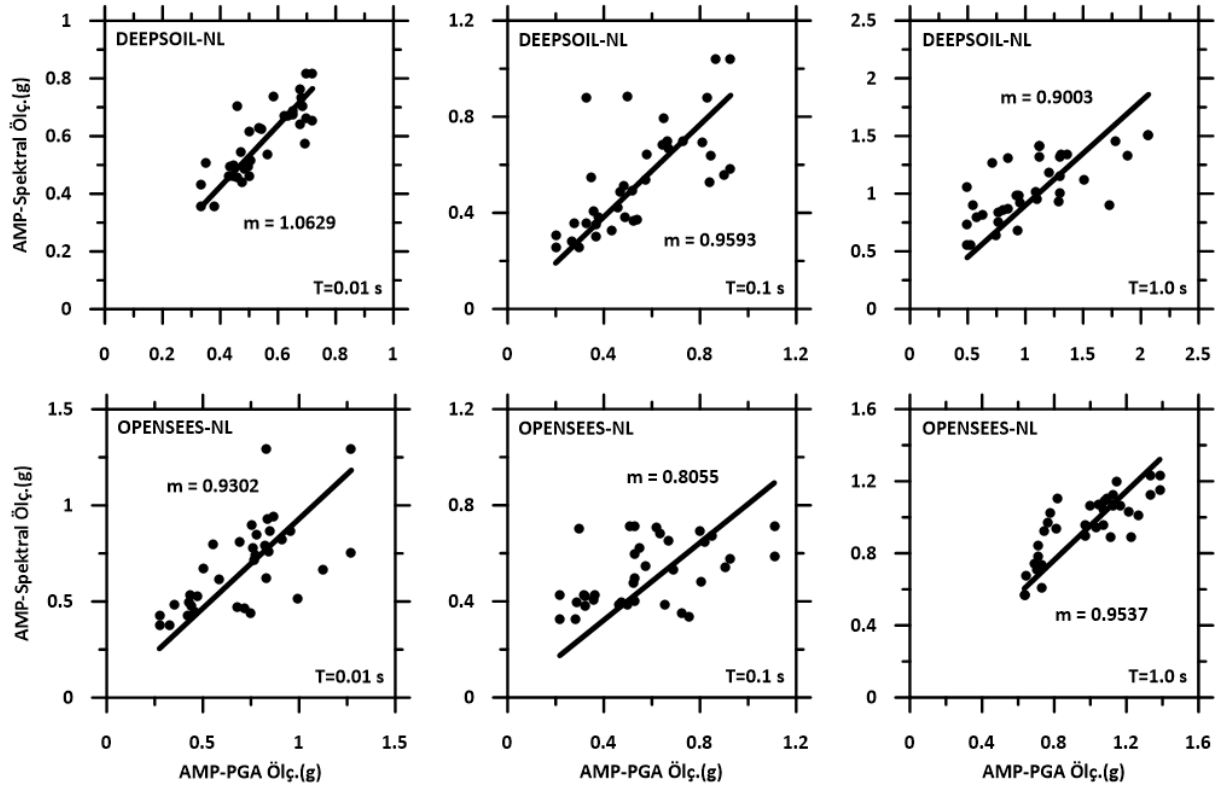 DEEPSOIL-NL
m = 1.0629
T=0.01 s
AMP-Spektral Ölç.(g)
1
0.8
0.6
0.4
0.2
0
0 0.2 0.4 0.6 0.8 1
DEEPSOIL-NL
m = 0.9593
T=0.1 s
1.2
0.8
0.4
0
0 0.4 0.8 1.2
DEEPSOIL-NL
m = 0.9003
T=1.0 s
2.5
2
1.5
1
0.5
0
0 0.5 1 1.5 2 2.5
OPENSEES-NL
m = 0.9302
T=0.01 s
AMP-Spektral Ölç.(g)
1.5
1
0.5
0
0 0.5 1 1.5
AMP-PGA Ölç.(g)
OPENSEES-NL
m = 0.8055
T=0.1 s
1.2
0.8
0.4
0
0 0.4 0.8 1.2
AMP-PGA Ölç.(g)
OPENSEES-NL
m = 0.9537
T=1.0 s
1.6
1.2
0.8
0.4
0
0 0.4 0.8 1.2 1.6
AMP-PGA Ölç.(g)